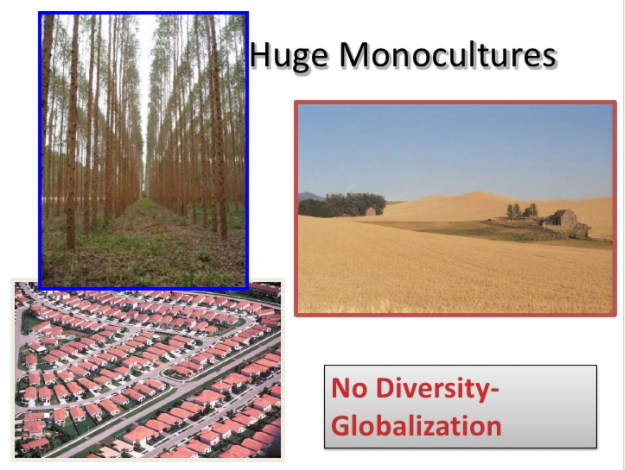 Huge Monocultures
No Diversity-
Globalization